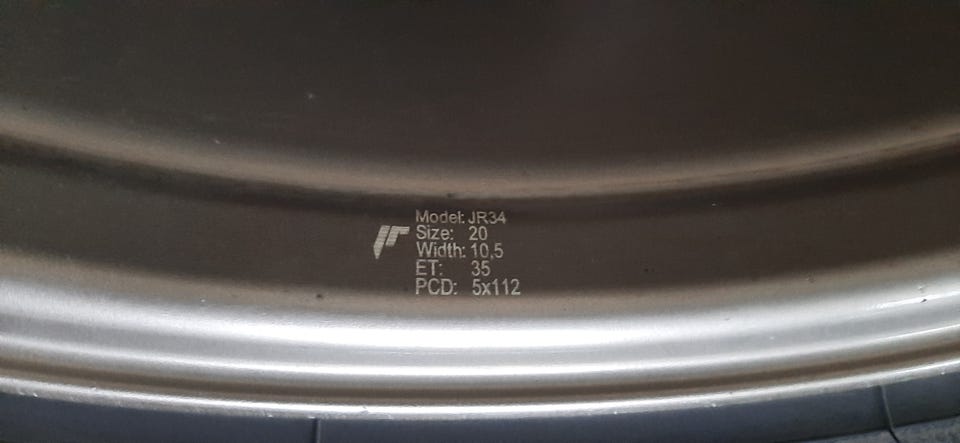 Model: JR34
Size: 20
Width: 10,5
ET: 35
PCD: 5x112